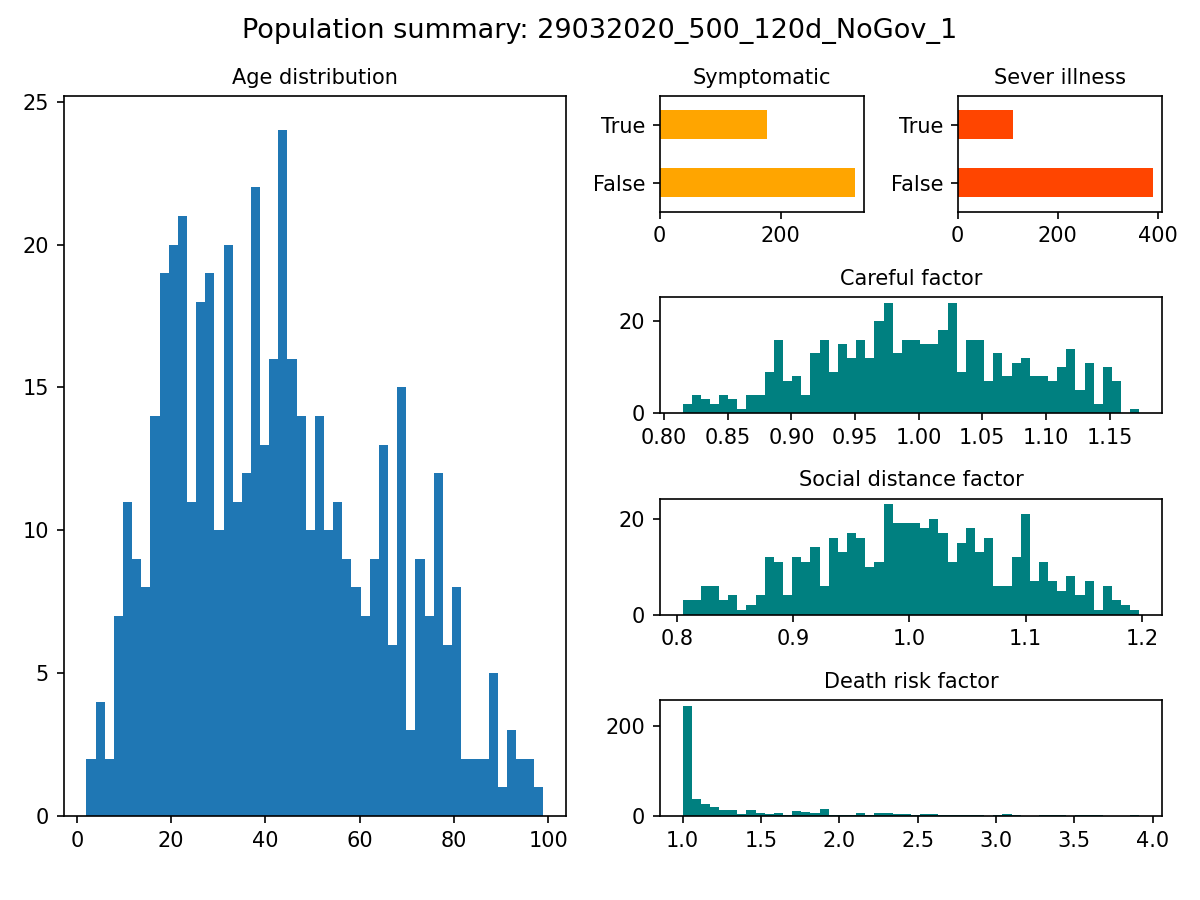 Population summary: 29032020_500_120d_NoGov_1
Age distribution
25
20
15
10
5
0
0 20 40 60 80 100
Symptomatic
True
False
0 200
Sever illness
True
False
0 200 400
Careful factor
20
0
0.80 0.85 0.90 0.95 1.00 1.05 1.10 1.15
Social distance factor
20
0
0.8 0.9 1.0 1.1 1.2
Death risk factor
200
0
1.0 1.5 2.0 2.5 3.0 3.5 4.0